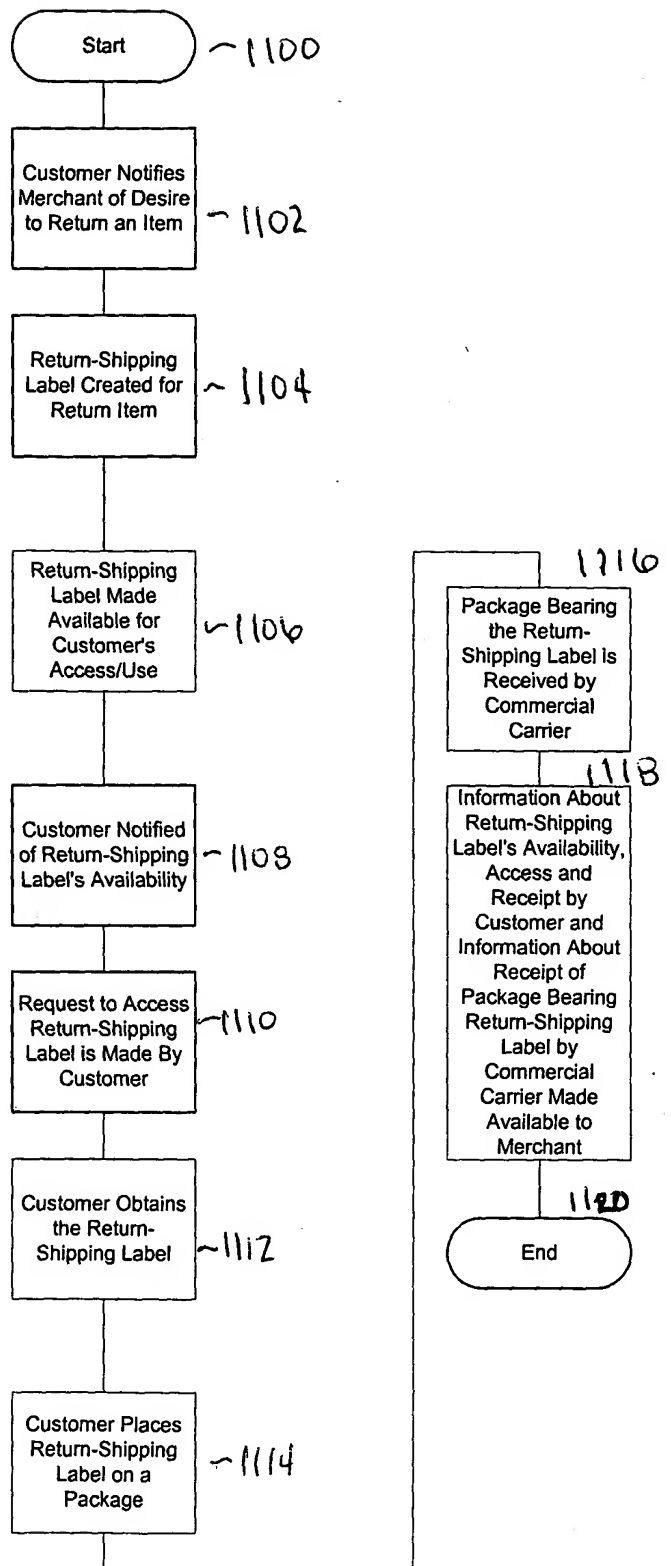 Start
1100
Customer Notifies
Merchant of Desire
to Return an Item
1102
Return-Shipping
Label Created for
Return Item
1104
Return-Shipping
Label Made
Available for
Customer's
Access/Use
1106
Customer Notified
of Return-Shipping
Label's Availability
1108
Request to Access
Return-Shipping
Label is Made By
Customer
1110
Customer Obtains
the Return-
Shipping Label
1112
Customer Places
Return-Shipping
Label on a
Package
1114
1116
Package Bearing
the Return-
Shipping Label is
Received by
Commercial
Carrier
1118
Information About
Return-Shipping
Label's Availability,
Access and
Receipt by
Customer and
Information About
Receipt of
Package Bearing
Return-Shipping
Label by
Commercial
Carrier Made
Available to
Merchant
1120
End